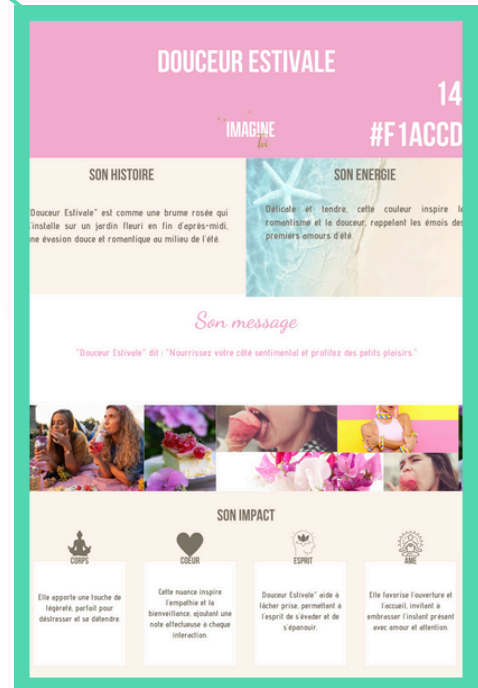 DOUCEUR ESTIVALE
14
IMAGINE
Toi
#F1ACCD
SON HISTOIRE
Douceur Estivale" est comme une brume rosée qui
'installe sur un jardin fleuri en fin d'après-midi,
ne évasion douce et romantique au milieu de l'été.
SON ENERGIE
Délicate et tendre, cette couleur inspire le
romantisme et la douceur, rappelant les émois des
premiers amours d'été.
Son message
"Douceur Estivale" dit : "Nourrissez votre côté sentimental et profitez des petits plaisirs."
SON IMPACT
CORPS
Elle apporte une touche de
légèreté, parfait pour
déstresser et se détendre.
COEUR
Cette nuance inspire
l'empathie et la
bienveillance, ajoutant une
note affectueuse à chaque
interaction.
ESPRIT
Douceur Estivale" aide à
lâcher prise, permettant à
l'esprit de s'évader et de
s'épanouir.
AME
Elle favorise l'ouverture et
l'accueil, invitant à
embrasser l'instant présent
avec amour et attention.